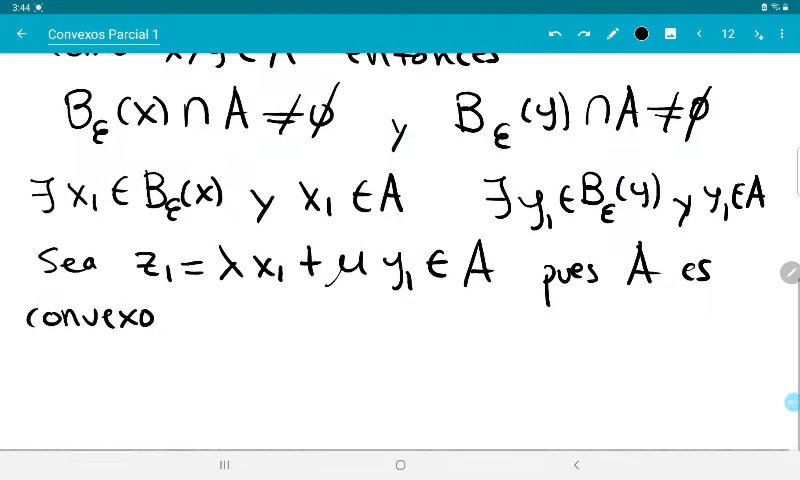 3:44
Convexos Parcial 1
12
entonces
Bε(x) ∩ A ≠ ∅ y Bε(y) ∩ A ≠ ∅
∃ x₁ ∈ Bε(x) y x₁ ∈ A ∃ y₁ ∈ Bε(y) y y₁ ∈ A
Sea z₁ = λ x₁ + μ y₁ ∈ A pues A es
convexo